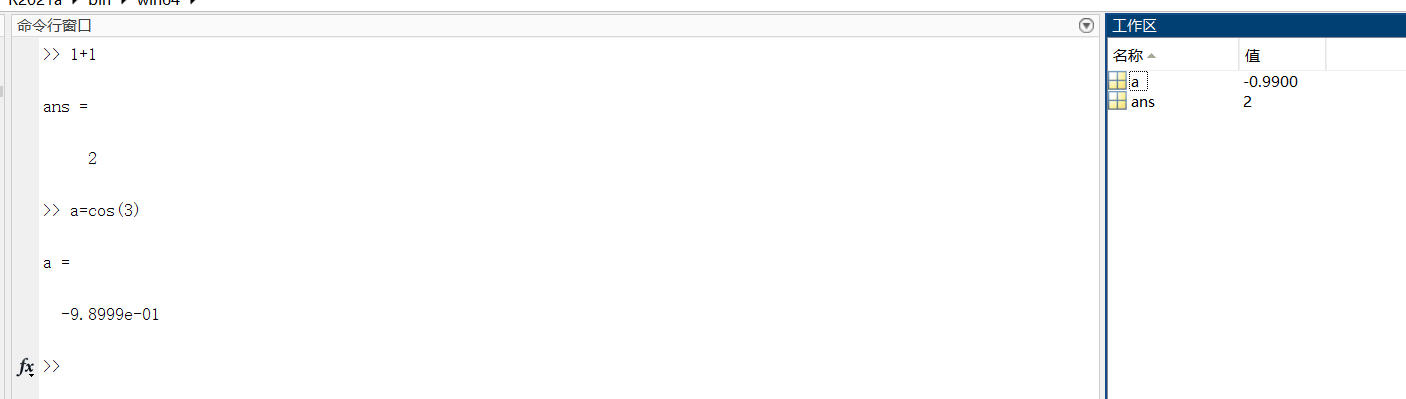 R2021a bin win64
命令行窗口
>> 1+1
ans =
2
>> a=cos(3)
a =
-9.8999e-01
fx >>
工作区
名称 值
a -0.9900
ans 2